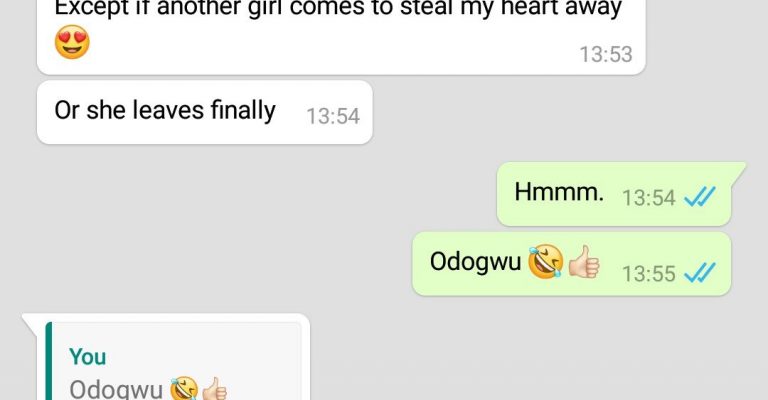 Except if another girl comes to steal my heart away
😍
13:53
Or she leaves finally 13:54
Hmmm. 13:54
Odogwu 🤣👍🏻 13:55
You
Odogwu 🤣👍🏻